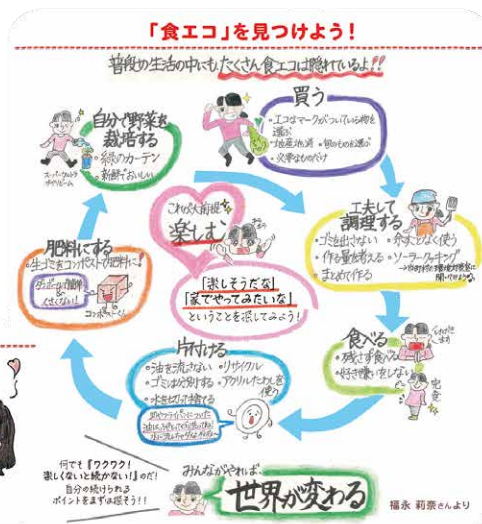 「食エコ」を見つけよう！
普段の生活の中にもたくさん食エコは隠れているよ!!
買う
・エコなマークがついている物を選ぶ
・地産地消 ・旬のものを選ぶ
・必要なものだけ
工夫して
調理する
・ゴミ出さない
・余すことなく使う
・作る量考える
・ソーラークッキング
・まとめて作る
食べる
・残さず食べる
・好き嫌いをしない
完食
片付ける
・油を流さない
・リサイクル
・ゴミは分別する
・アクリルたわしを使う
・水をきって捨てる
肥料にする
・生ゴミをコンポストで肥料に!
自分で野菜を
栽培する
・緑のカーテン
・新鮮でおいしい
これが大前提
楽しむ
「楽しそうだな」
「家でやってみたいな」
ということを探してみよう!
何でも『ワクワク!
楽しくないと続かない!』のだ!
自分の続けられる
ポイントをまずは探そう!!
みんながやれば、
世界が変わる
福永 莉奈さんより